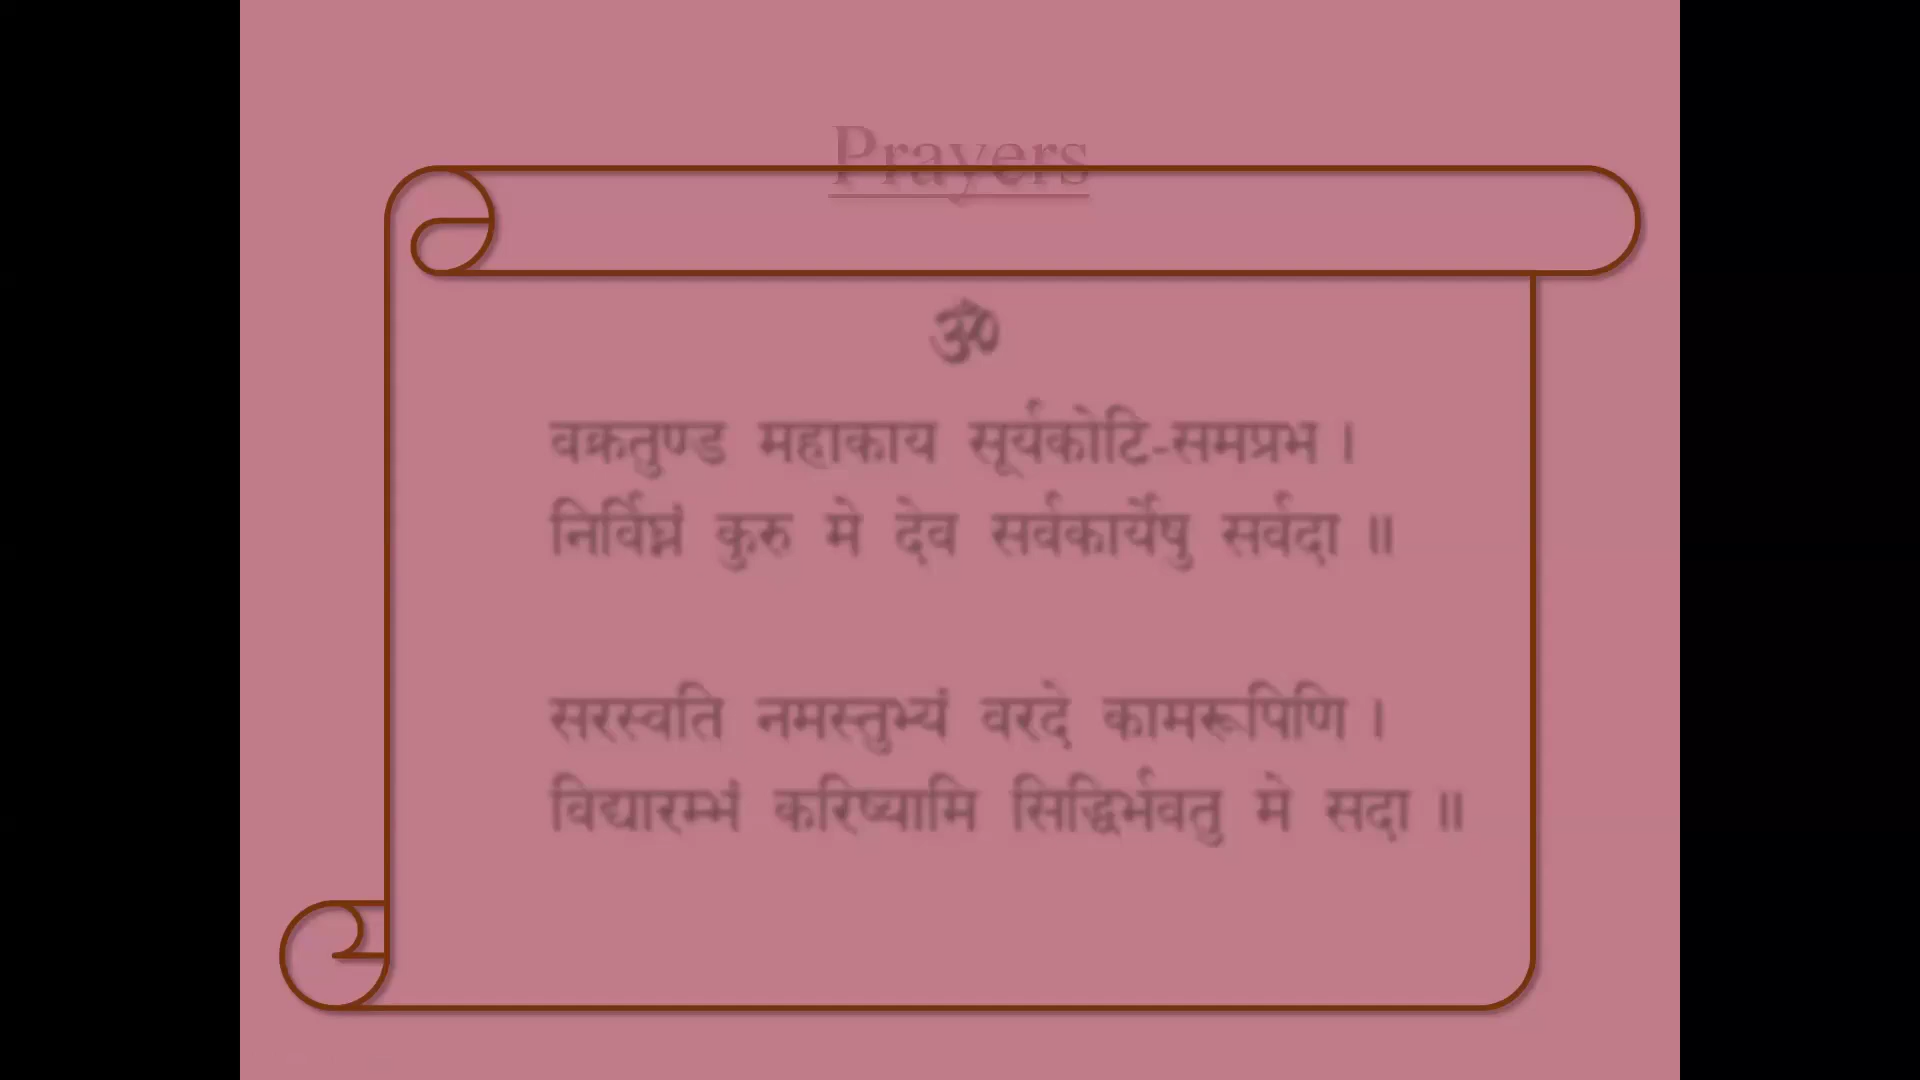 Prayers
ॐ
वक्रतुण्ड महाकाय सूर्यकोटि-समप्रभ ।
निर्विघ्नं कुरु मे देव सर्वकार्येषु सर्वदा ॥
सरस्वति नमस्तुभ्यं वरदे कामरूपिणि ।
विद्यारम्भं करिष्यामि सिद्धिर्भवतु मे सदा ॥